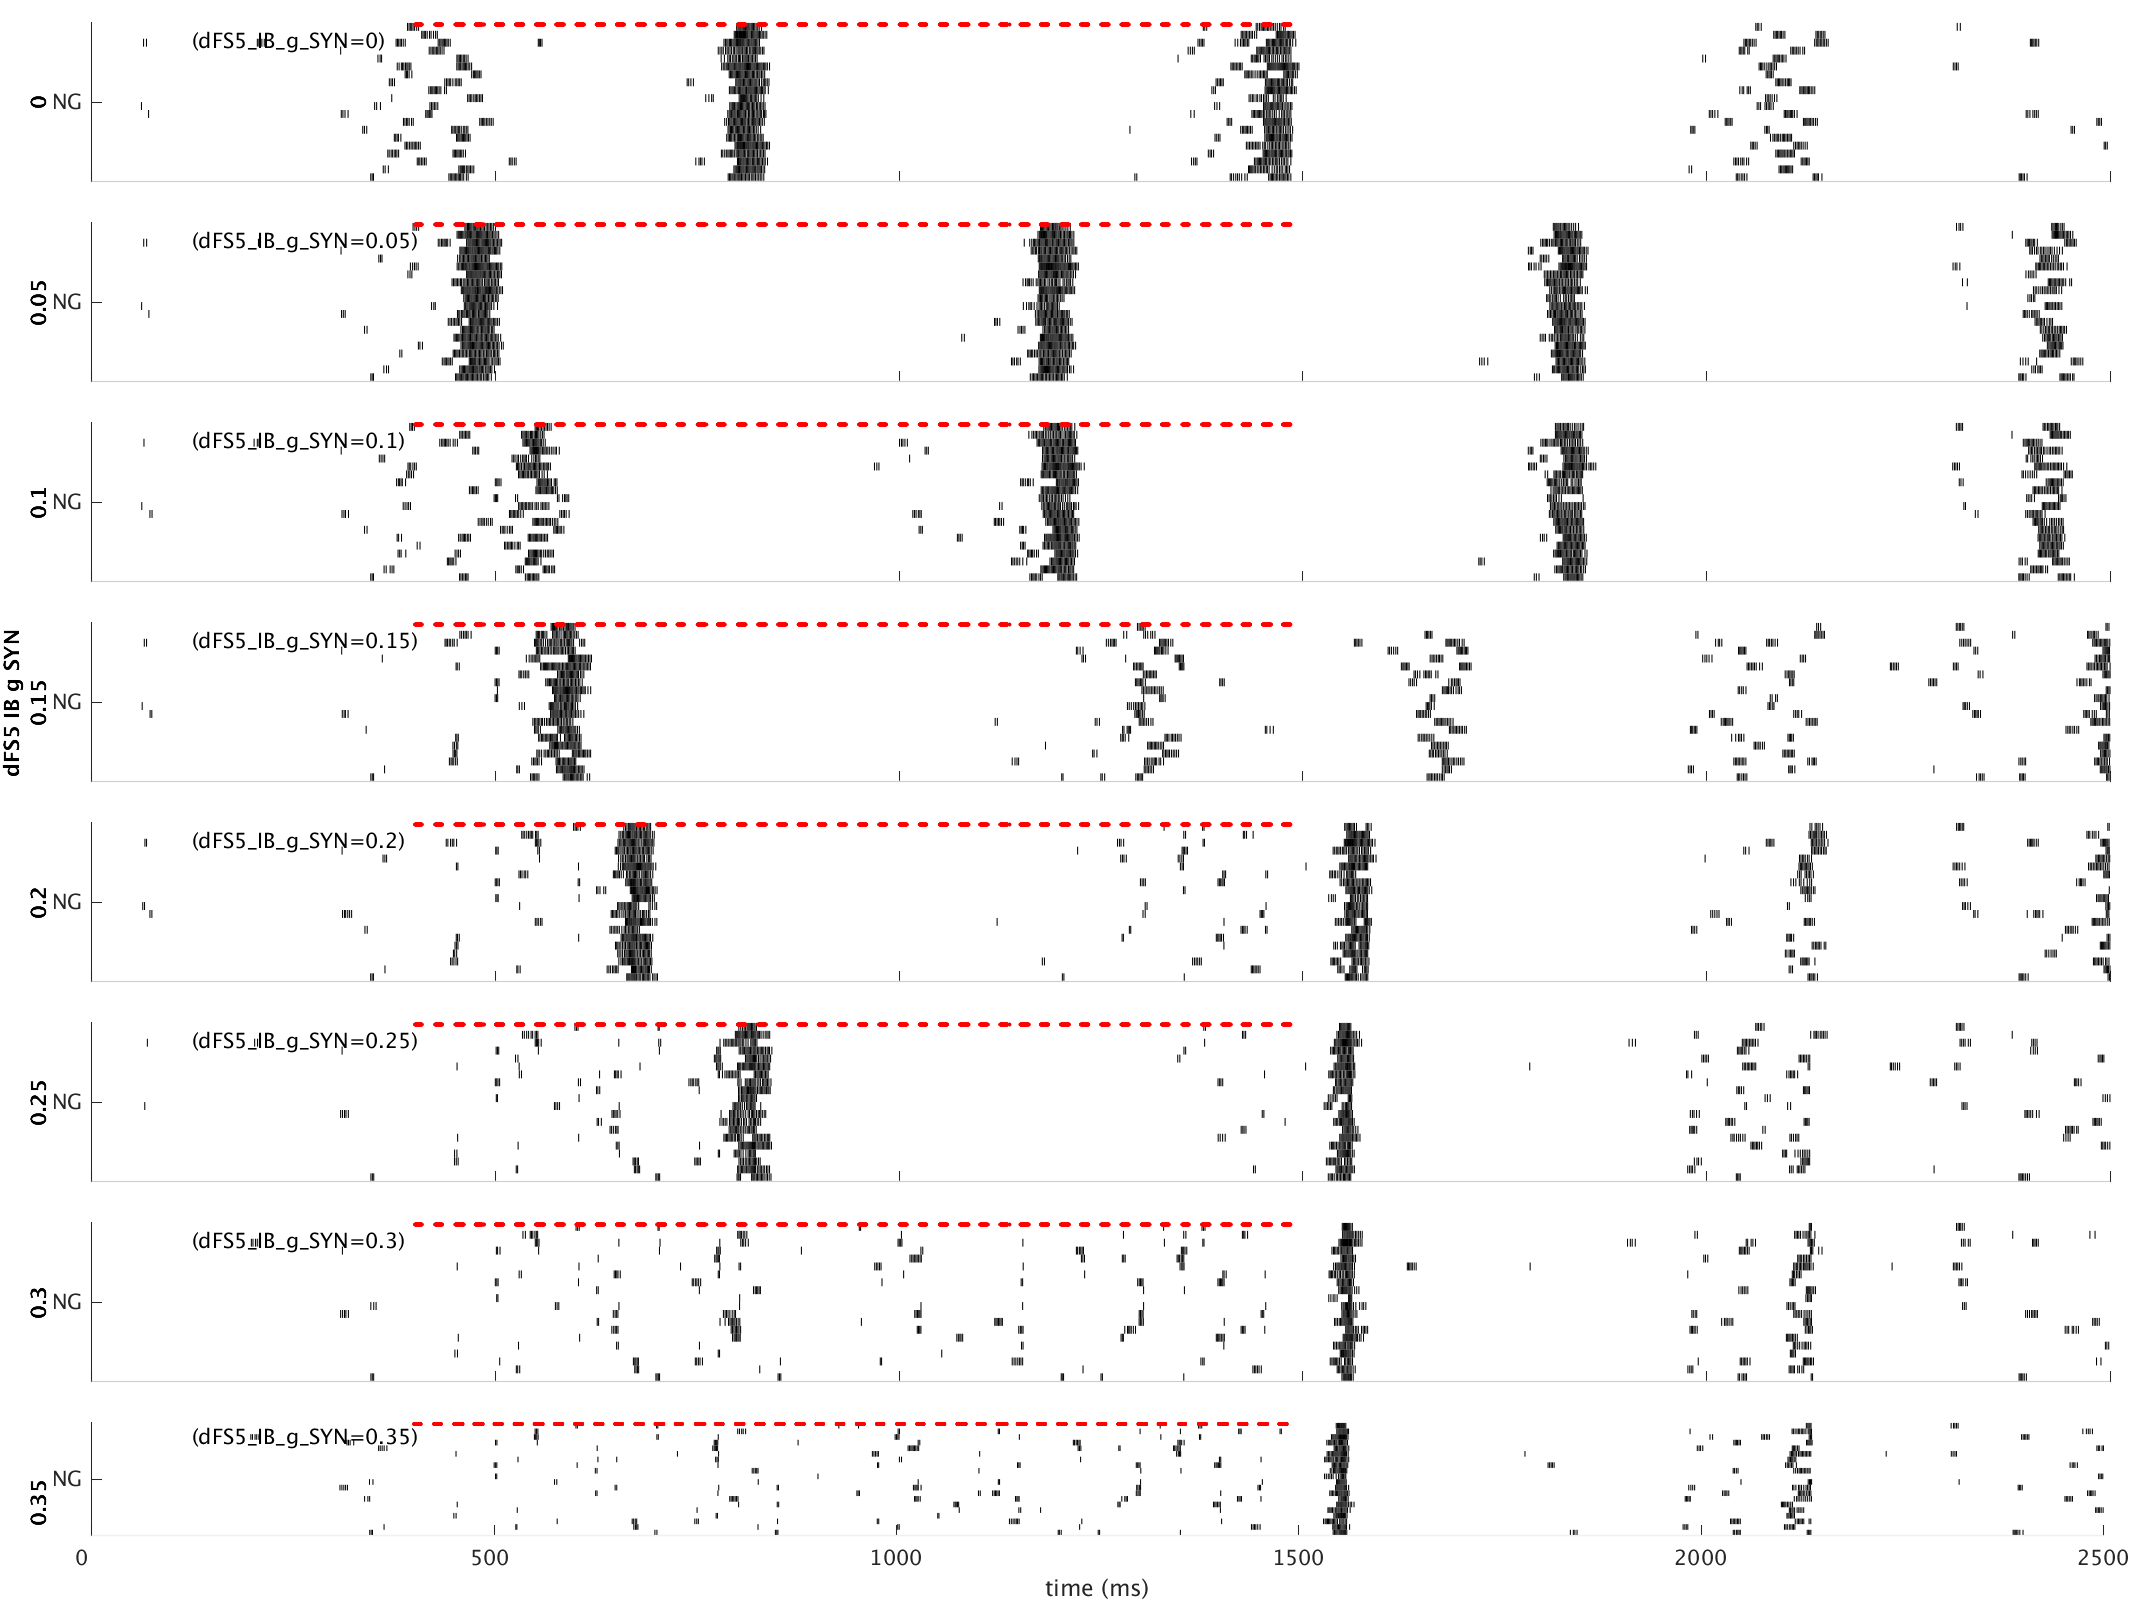 (dFS5_IB_g_SYN=0)
0 NG
(dFS5_IB_g_SYN=0.05)
0.05 NG
(dFS5_IB_g_SYN=0.1)
0.1 NG
dFS5 IB g SYN
(dFS5_IB_g_SYN=0.15)
0.15 NG
(dFS5_IB_g_SYN=0.2)
0.2 NG
(dFS5_IB_g_SYN=0.25)
0.25 NG
(dFS5_IB_g_SYN=0.3)
0.3 NG
(dFS5_IB_g_SYN=0.35)
0.35 NG
0 500 1000 1500 2000 2500
time (ms)